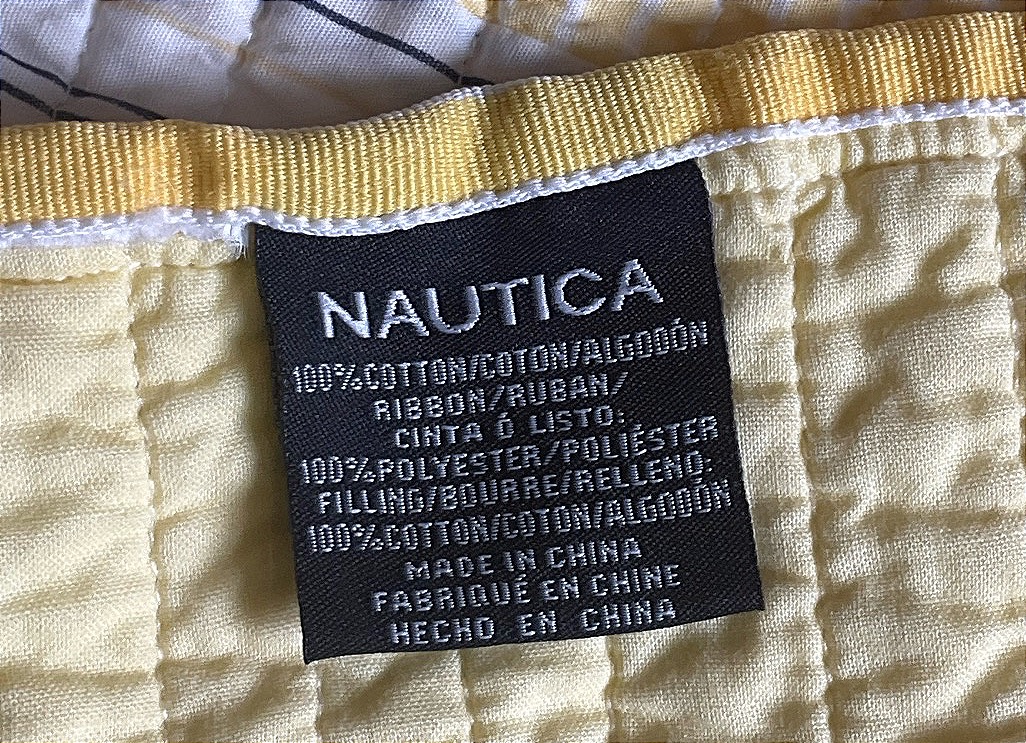 NAUTICA
100%COTTON/COTON/ALGODÓN
RIBBON/RUBAN/
CINTA Ó LISTO:
100%POLYESTER/POLIÉSTER
FILLING/BOURRE/RELLENO:
100%COTTON/COTON/ALGODÓN
MADE IN CHINA
FABRIQUÉ EN CHINE
HECHO EN CHINA